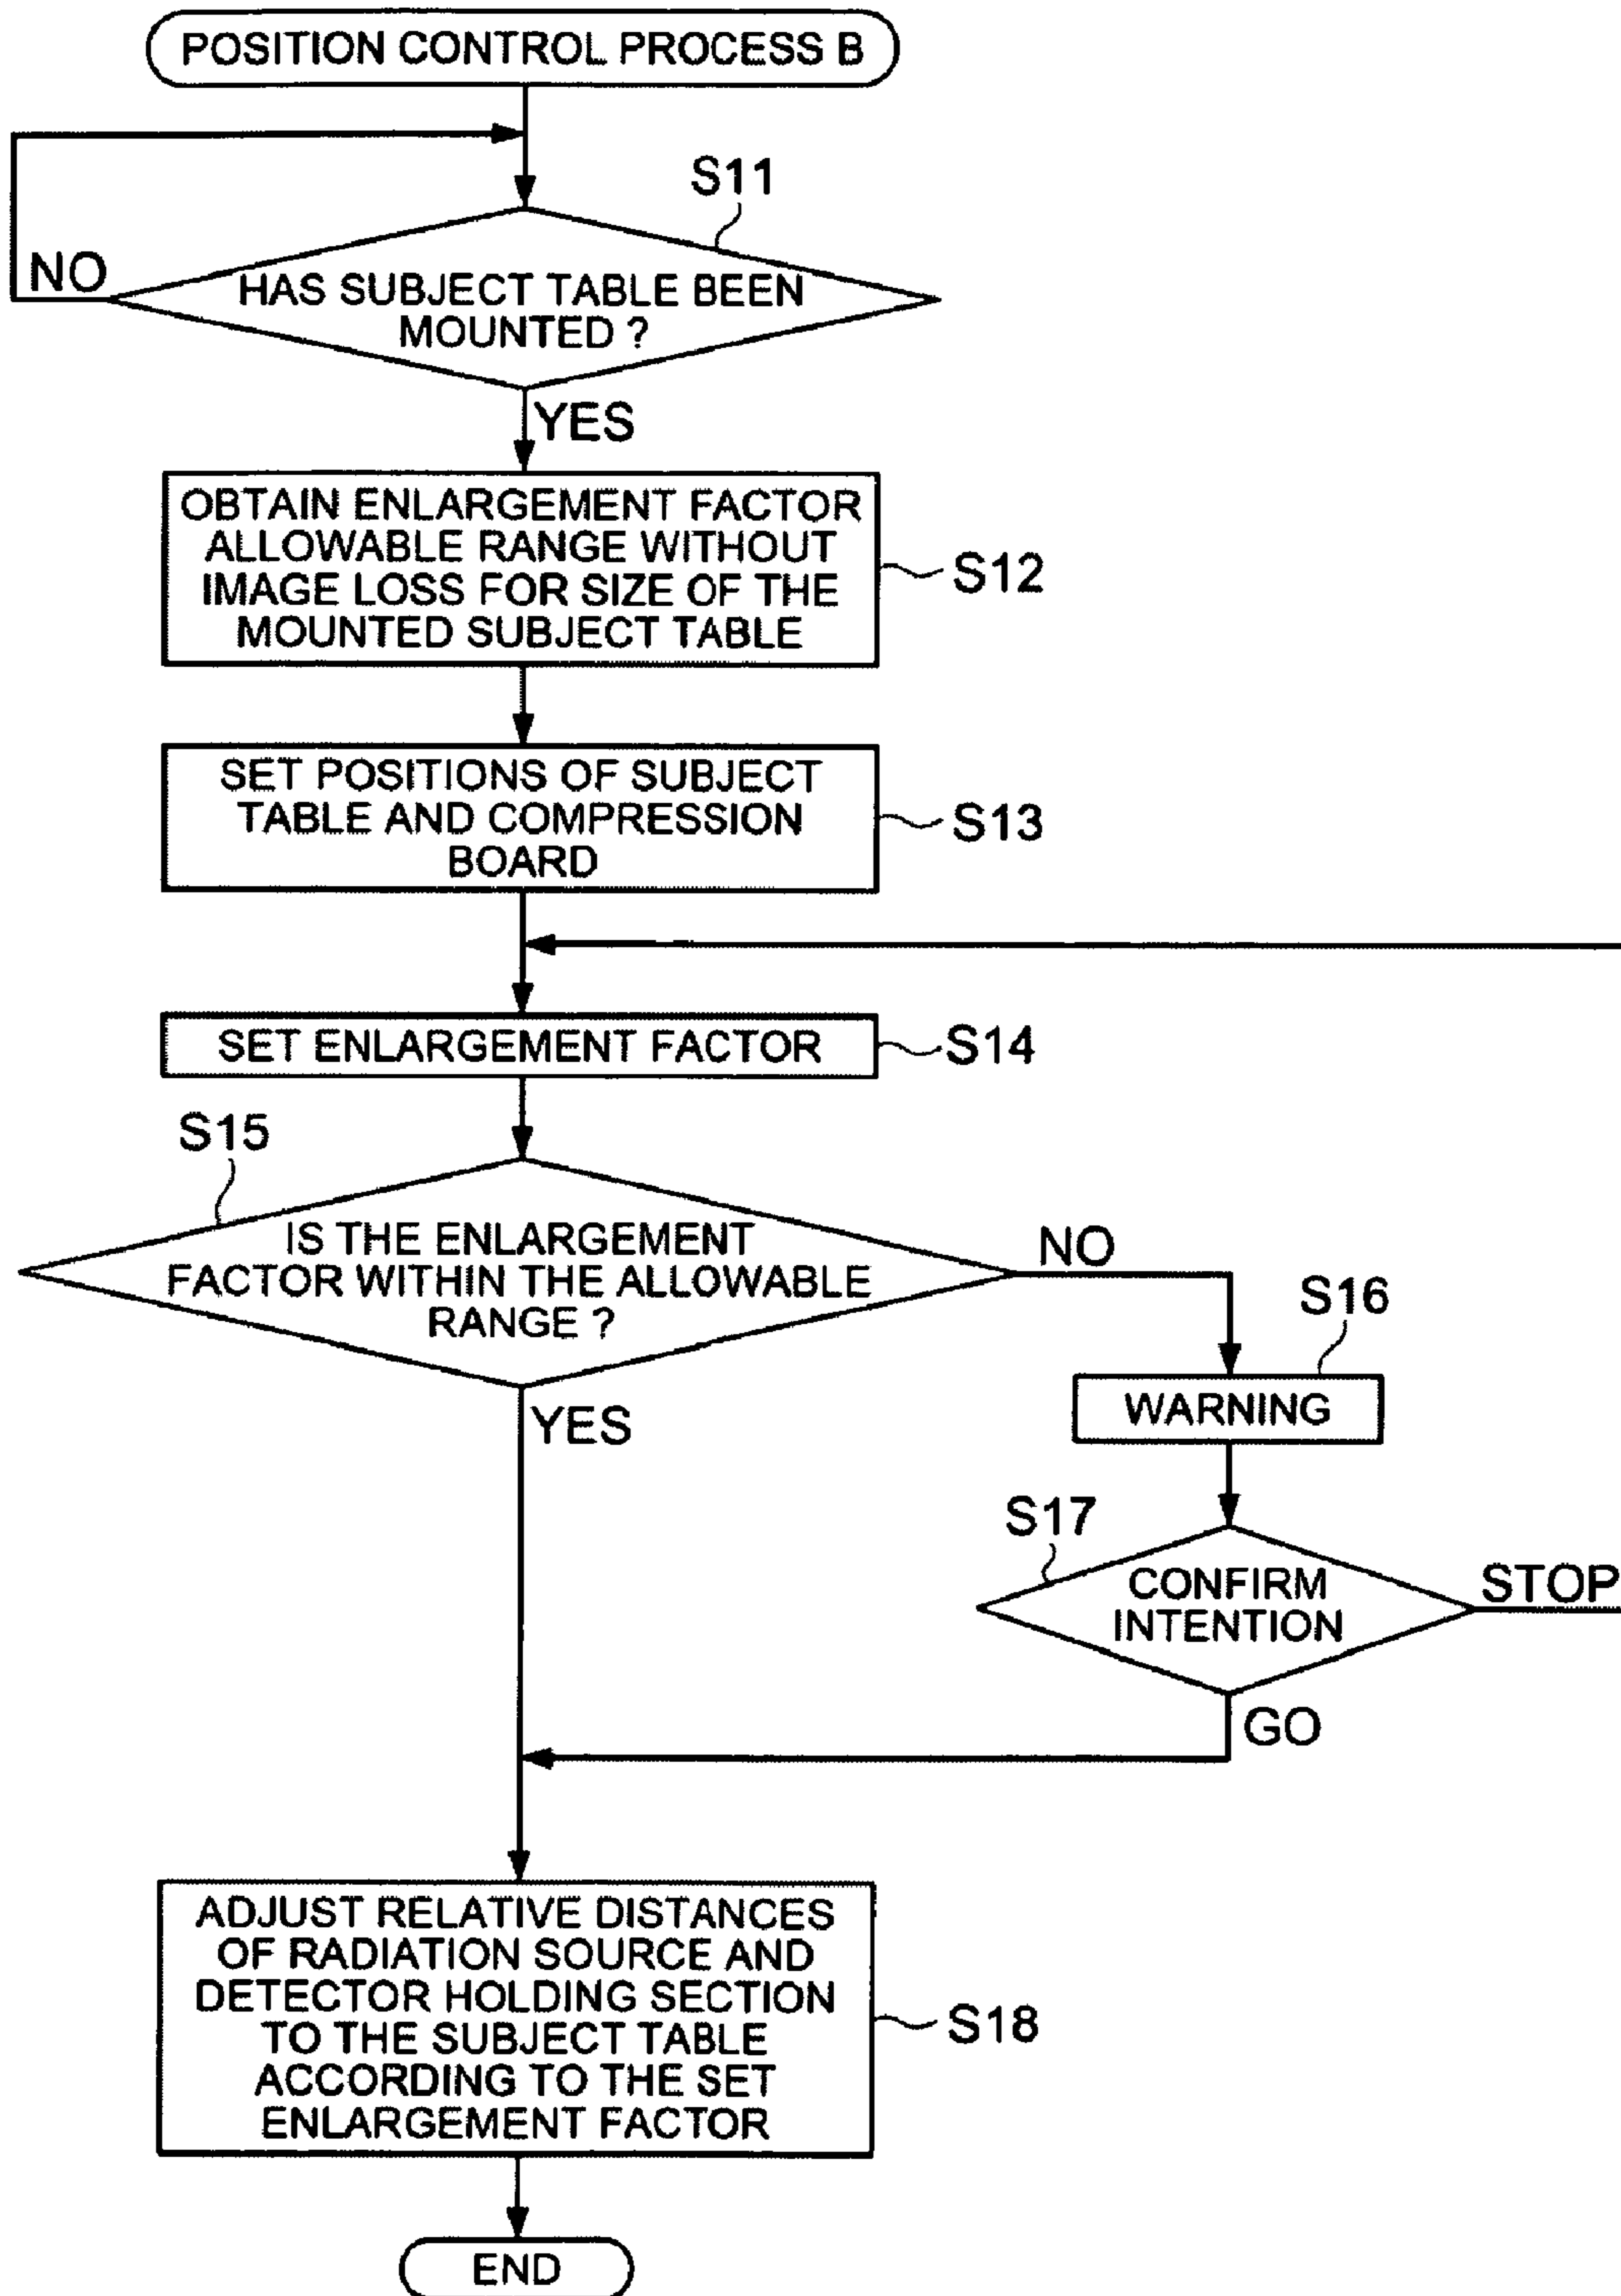 POSITION CONTROL PROCESS B
S11
NO
HAS SUBJECT TABLE BEEN
MOUNTED ?
YES
OBTAIN ENLARGEMENT FACTOR
ALLOWABLE RANGE WITHOUT
IMAGE LOSS FOR SIZE OF THE
MOUNTED SUBJECT TABLE
S12
SET POSITIONS OF SUBJECT
TABLE AND COMPRESSION
BOARD
S13
SET ENLARGEMENT FACTOR
S14
S15
IS THE ENLARGEMENT
FACTOR WITHIN THE ALLOWABLE
RANGE ?
NO
YES
S16
WARNING
S17
CONFIRM
INTENTION
STOP
GO
ADJUST RELATIVE DISTANCES
OF RADIATION SOURCE AND
DETECTOR HOLDING SECTION
TO THE SUBJECT TABLE
ACCORDING TO THE SET
ENLARGEMENT FACTOR
S18
END